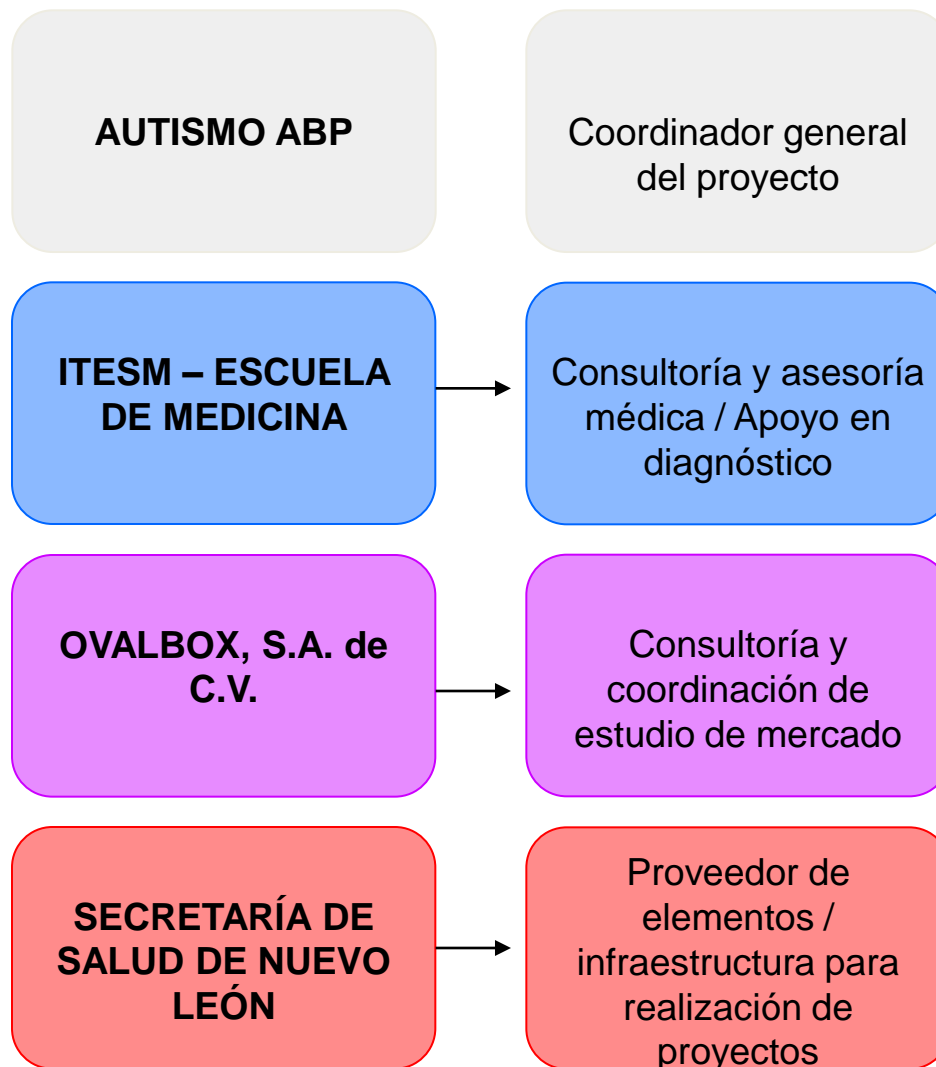 AUTISMO ABP
Coordinador general
del proyecto
ITESM – ESCUELA
DE MEDICINA
Consultoría y asesoría
médica / Apoyo en
diagnóstico
OVALBOX, S.A. de
C.V.
Consultoría y
coordinación de
estudio de mercado
SECRETARÍA DE
SALUD DE NUEVO
LEÓN
Proveedor de
elementos /
infraestructura para
realización de
proyectos